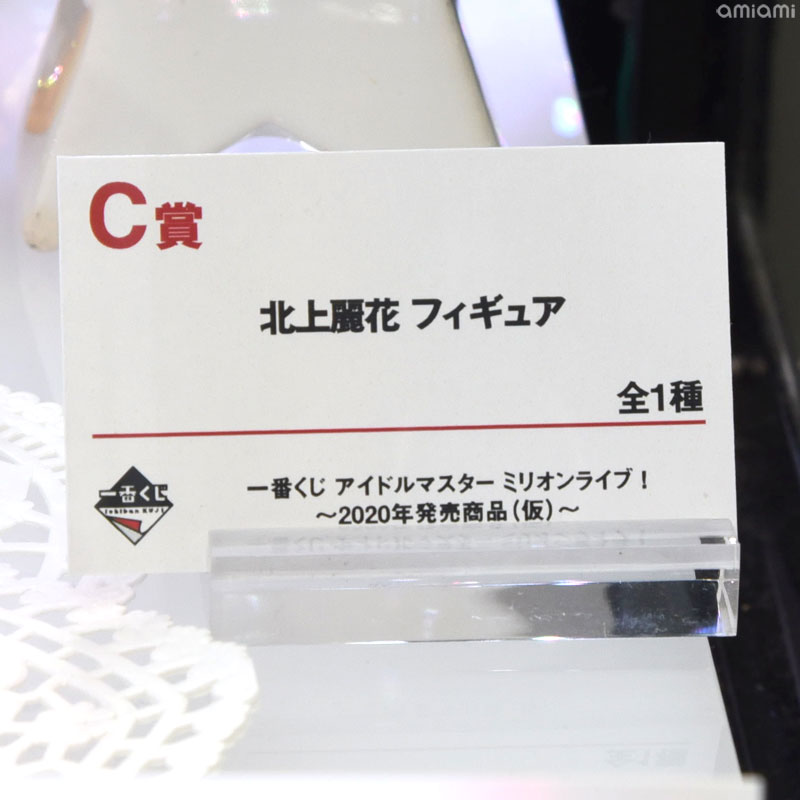 amiami
C賞
北上麗花 フィギュア
全1種
一番くじ
Ichiban KUJI
一番くじ アイドルマスター ミリオンライブ！
～2020年発売商品（仮）～